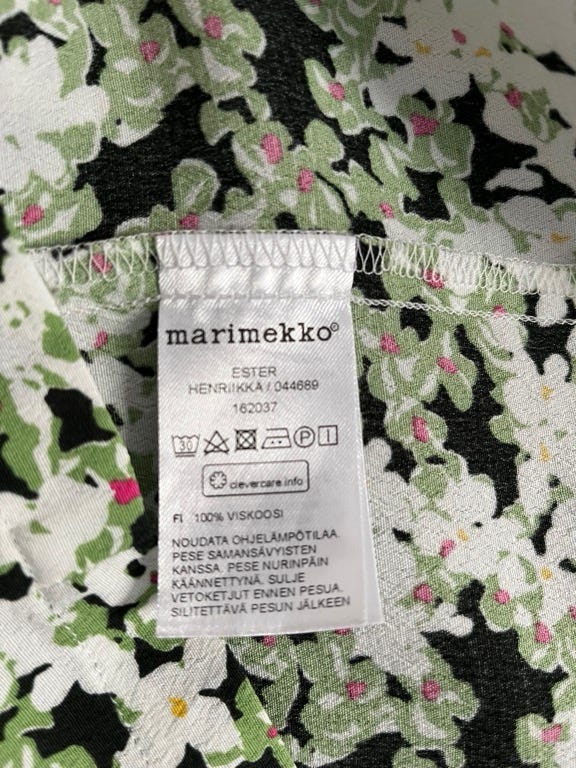 marimekko®
ESTER
HENRIIKKA / 044689
162037
30 P
clevercare.info
FI 100% VISKOOSI
NOUDATA OHJELÄMPÖTILAA.
PESE SAMANSÄVYISTEN
KANSSA. PESE NURINPÄIN
KÄÄNNETTYNÄ. SULJE
VETOKETJUT ENNEN PESUA.
SILITETTÄVÄ PESUN JÄLKEEN